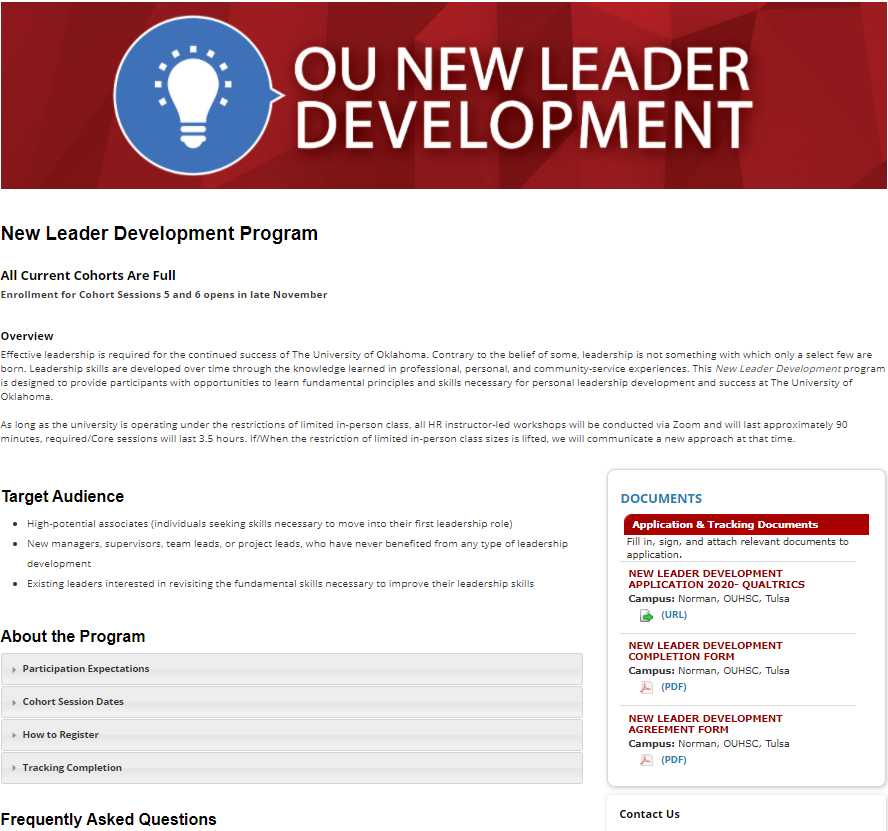 OU NEW LEADER
DEVELOPMENT
New Leader Development Program
All Current Cohorts Are Full
Enrollment for Cohort Sessions 5 and 6 opens in late November
Overview
Effective leadership is required for the continued success of The University of Oklahoma. Contrary to the belief of some, leadership is not something with which only a select few are
born. Leadership skills are developed over time through the knowledge learned in professional, personal, and community-service experiences. This New Leader Development program
is designed to provide participants with opportunities to learn fundamental principles and skills necessary for personal leadership development and success at The University of
Oklahoma.
As long as the university is operating under the restrictions of limited in-person class, all HR instructor-led workshops will be conducted via Zoom and will last approximately 90
minutes, required/Core sessions will last 3.5 hours. If/When the restriction of limited in-person class sizes is lifted, we will communicate a new approach at that time.
Target Audience
• High-potential associates (individuals seeking skills necessary to move into their first leadership role)
• New managers, supervisors, team leads, or project leads, who have never benefited from any type of leadership
development
• Existing leaders interested in revisiting the fundamental skills necessary to improve their leadership skills
About the Program
Participation Expectations
Cohort Session Dates
How to Register
Tracking Completion
Frequently Asked Questions
DOCUMENTS
Application & Tracking Documents
Fill in, sign, and attach relevant documents to
application.
NEW LEADER DEVELOPMENT
APPLICATION 2020- QUALTRICS
Campus: Norman, OUHSC, Tulsa
(URL)
NEW LEADER DEVELOPMENT
COMPLETION FORM
Campus: Norman, OUHSC, Tulsa
(PDF)
NEW LEADER DEVELOPMENT
AGREEMENT FORM
Campus: Norman, OUHSC, Tulsa
(PDF)
Contact Us